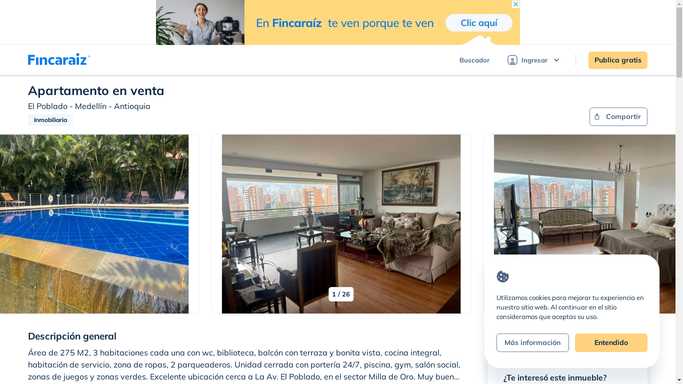 En Fincaraíz te ven porque te ven
Clic aquí
Fincaraiz
Buscador
Ingresar
Publica gratis
Apartamento en venta
El Poblado - Medellín - Antioquia
Inmobiliaria
Compartir
1 / 26
Utilizamos cookies para mejorar tu experiencia en
nuestro sitio web. Al continuar en el sitio
consideramos que aceptas su uso.
Más información
Entendido
Descripción general
Área de 275 M2, 3 habitaciones cada una con wc, biblioteca, balcón con terraza y bonita vista, cocina integral,
habitación de servicio, zona de ropas, 2 parqueaderos. Unidad cerrada con portería 24/7, piscina, gym, salón social,
zonas de juegos y zonas verdes. Excelente ubicación cerca a La Av. El Poblado, en el sector Milla de Oro. Muy buen...
¿Te interesó este inmueble?